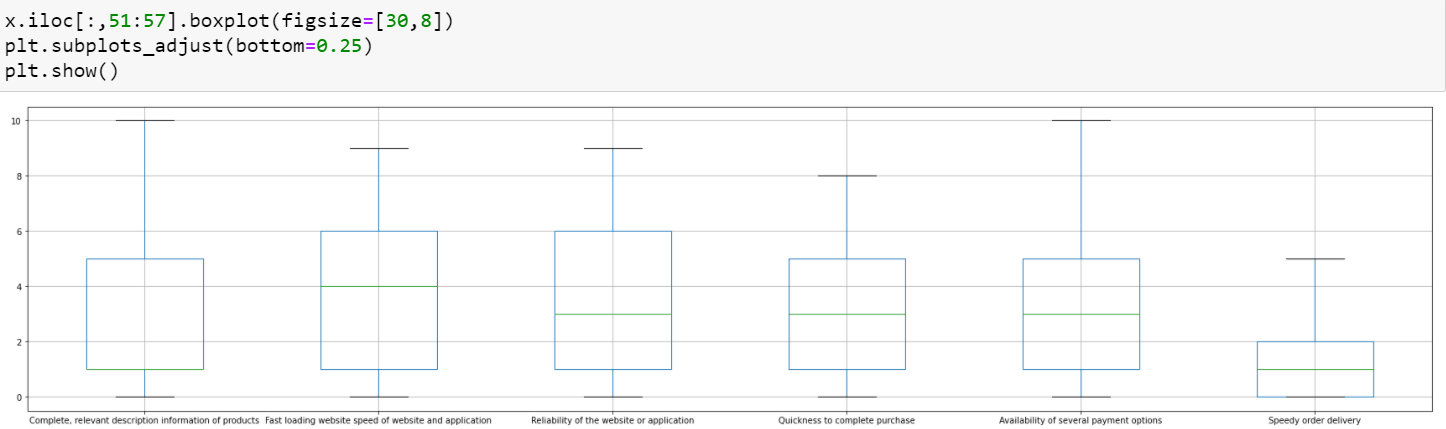 x.iloc[:,51:57].boxplot(figsize=[30,8])
plt.subplots_adjust(bottom=0.25)
plt.show()
10
8
6
4
2
0
Complete, relevant description information of products Fast loading website speed of website and application Reliability of the website or application Quickness to complete purchase Availability of several payment options Speedy order delivery